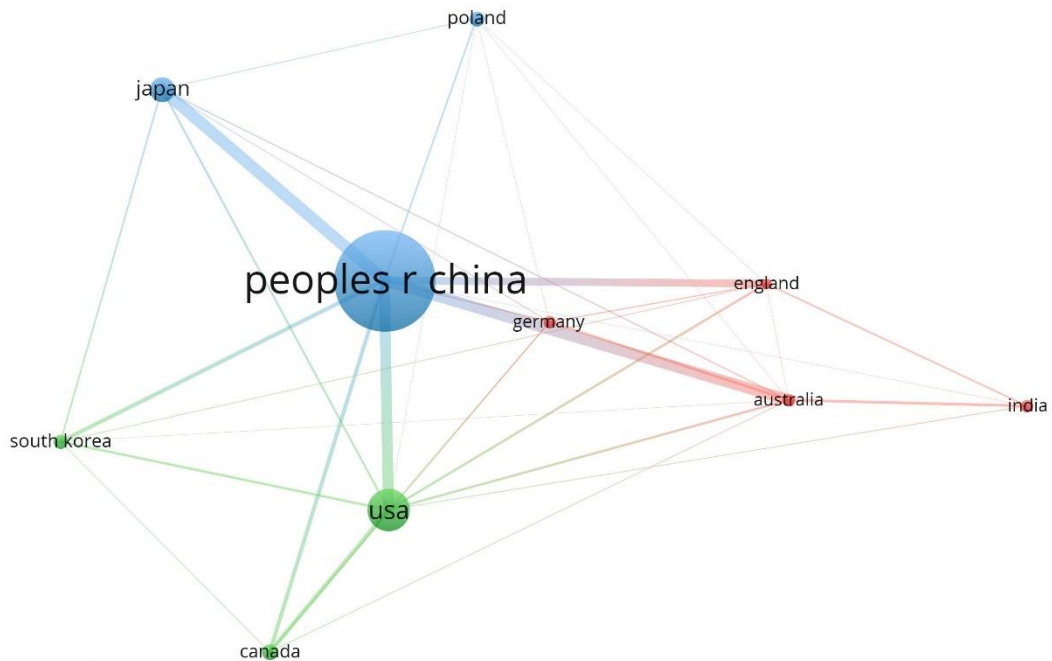 poland
japan
peoples r china
england
germany
australia
india
south korea
usa
canada